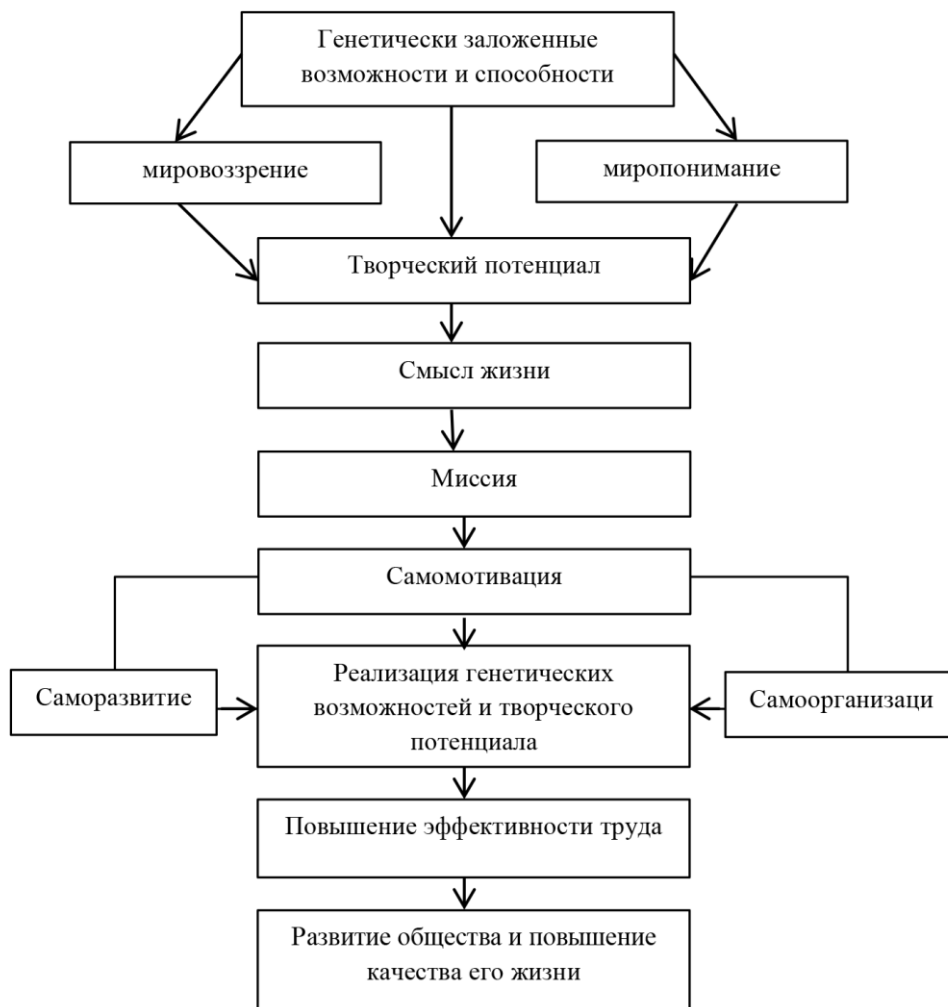 Генетически заложенные
возможности и способности
мировоззрение
миропонимание
Творческий потенциал
Смысл жизни
Миссия
Самомотивация
Саморазвитие
Реализация генетических
возможностей и творческого
потенциала
Самоорганизаци
Повышение эффективности труда
Развитие общества и повышение
качества его жизни